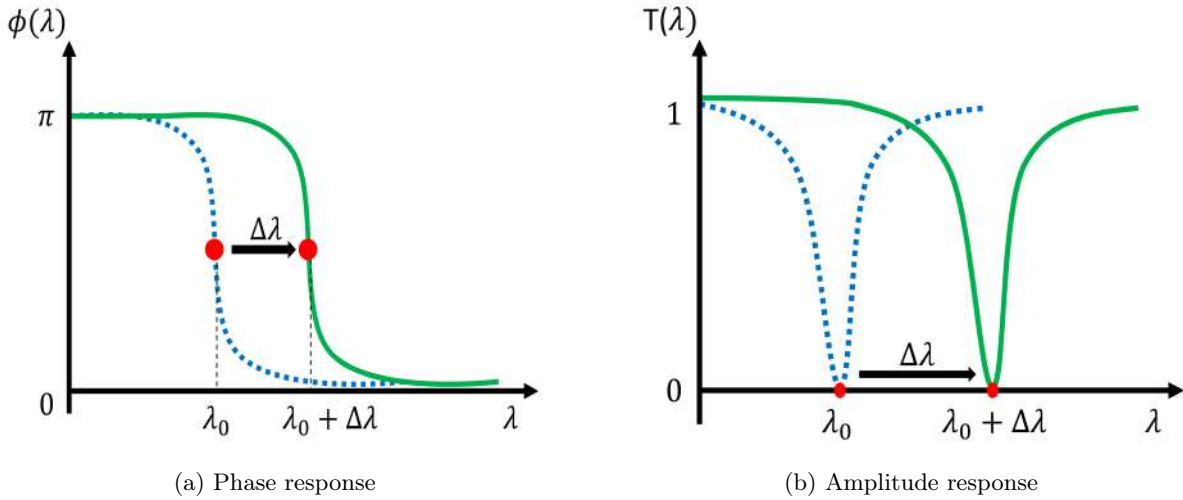 ϕ(λ)
π
Δλ
0
λ₀
λ₀ + Δλ
λ
(a) Phase response
T(λ)
1
Δλ
0
λ₀
λ₀ + Δλ
λ
(b) Amplitude response